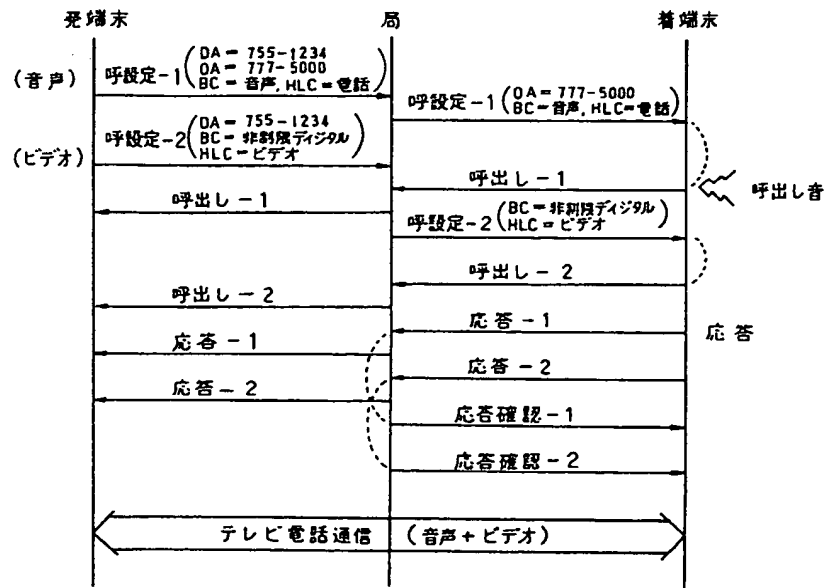 発端末
局
着端末
(音声)
呼設定-1
DA = 755-1234
OA = 777-5000
BC = 音声, HLC =電話
呼設定-1
OA = 777-5000
BC = 音声, HLC = 電話
(ビデオ)
呼設定-2
DA = 755-1234
BC = 非制限ディジタル
HLC = ビデオ
呼出し-1
呼出し音
呼出し-1
呼設定-2
BC = 非制限ディジタル
HLC = ビデオ
呼出し-2
呼出し-2
応答-1
応答
応答-1
応答-2
応答-2
応答確認-1
応答確認-2
テレビ電話通信 (音声+ビデオ)